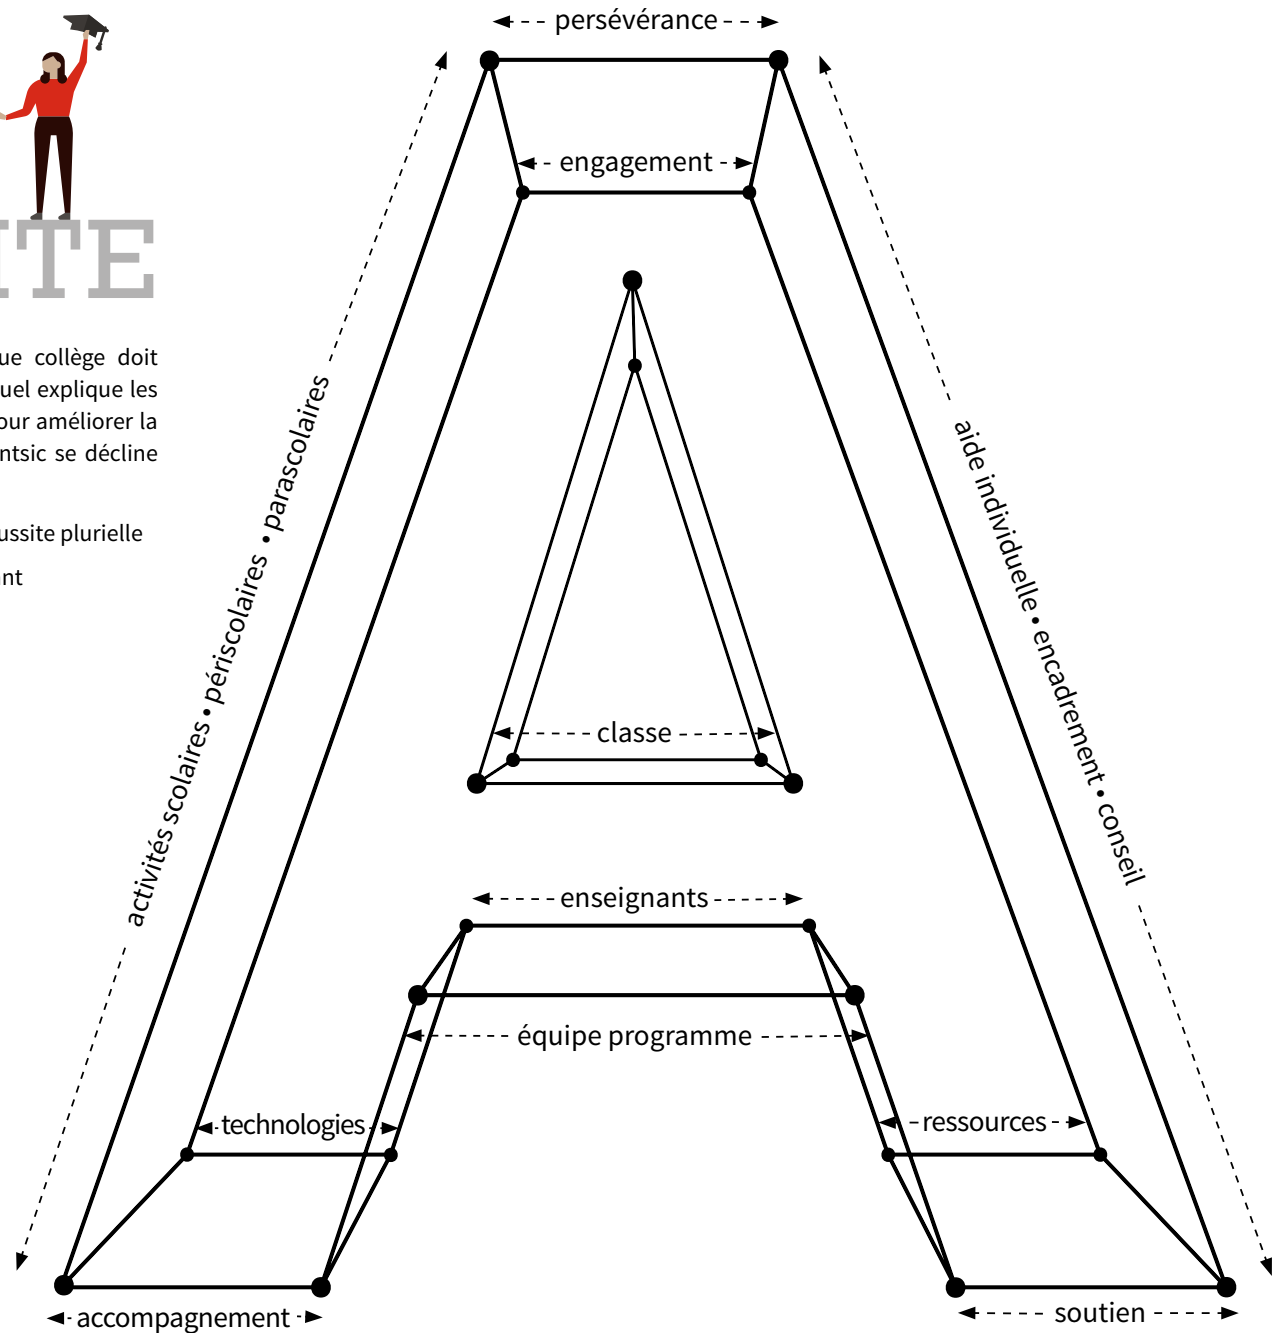 ITE
ue collège doit
uel explique les
our améliorer la
ntsic se décline
ussite plurielle
ant
persévérance
engagement
activités scolaires • périscolaires • parascolaires
aide individuelle • encadrement • conseil
classe
enseignants
équipe programme
technologies
ressources
accompagnement
soutien